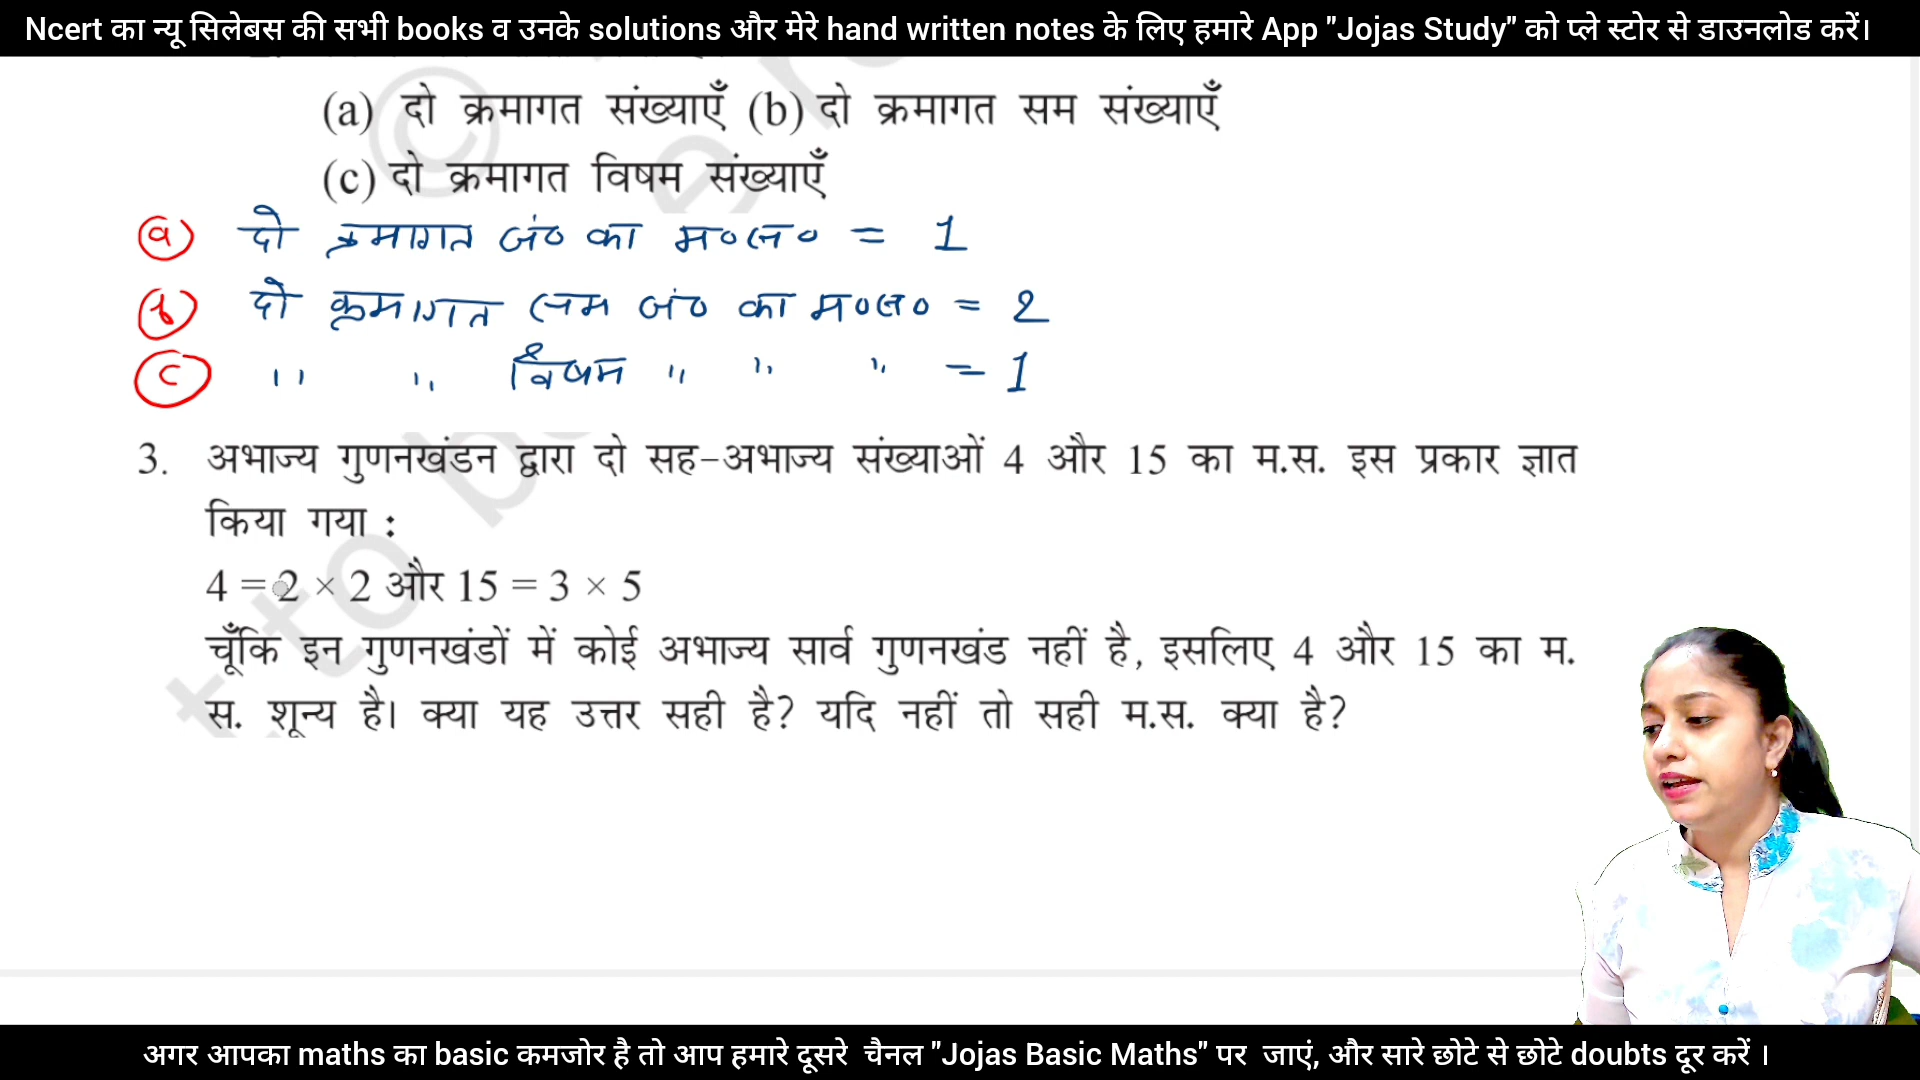 Ncert का न्यू सिलेबस की सभी books व उनके solutions और मेरे hand written notes के लिए हमारे App "Jojas Study" को प्ले स्टोर से डाउनलोड करें।
(a) दो क्रमागत संख्याएँ (b) दो क्रमागत सम संख्याएँ
(c) दो क्रमागत विषम संख्याएँ
(a) दो क्रमागत सं० का म०स० = 1
(b) दो क्रमागत सम सं० का म०स० = 2
(c) " " विषम " " " = 1
3. अभाज्य गुणनखंडन द्वारा दो सह-अभाज्य संख्याओं 4 और 15 का म.स. इस प्रकार ज्ञात
किया गया :
4 = 2 × 2 और 15 = 3 × 5
चूँकि इन गुणनखंडों में कोई अभाज्य सार्व गुणनखंड नहीं है, इसलिए 4 और 15 का म.
स. शून्य है। क्या यह उत्तर सही है? यदि नहीं तो सही म.स. क्या है?
अगर आपका maths का basic कमजोर है तो आप हमारे दूसरे चैनल "Jojas Basic Maths" पर जाएं, और सारे छोटे से छोटे doubts दूर करें ।